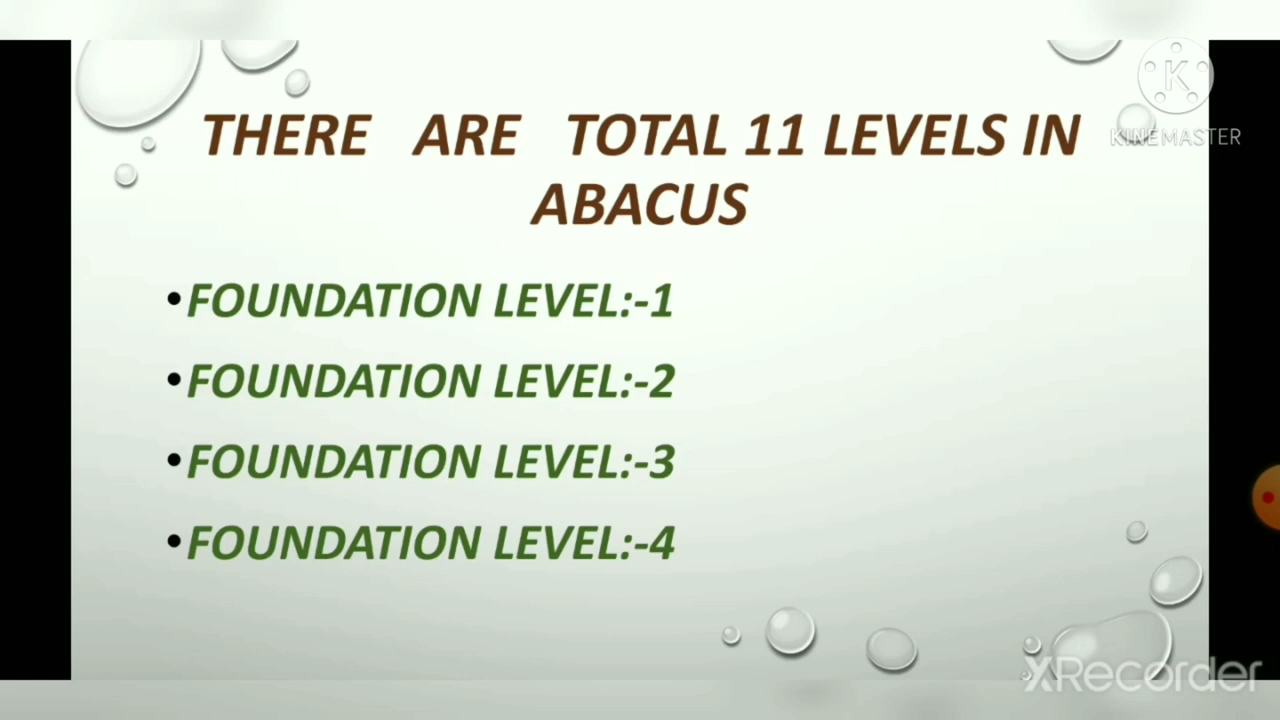 THERE ARE TOTAL 11 LEVELS IN
ABACUS
•FOUNDATION LEVEL:-1
•FOUNDATION LEVEL:-2
•FOUNDATION LEVEL:-3
•FOUNDATION LEVEL:-4
K
KINEMASTER
XRecorder